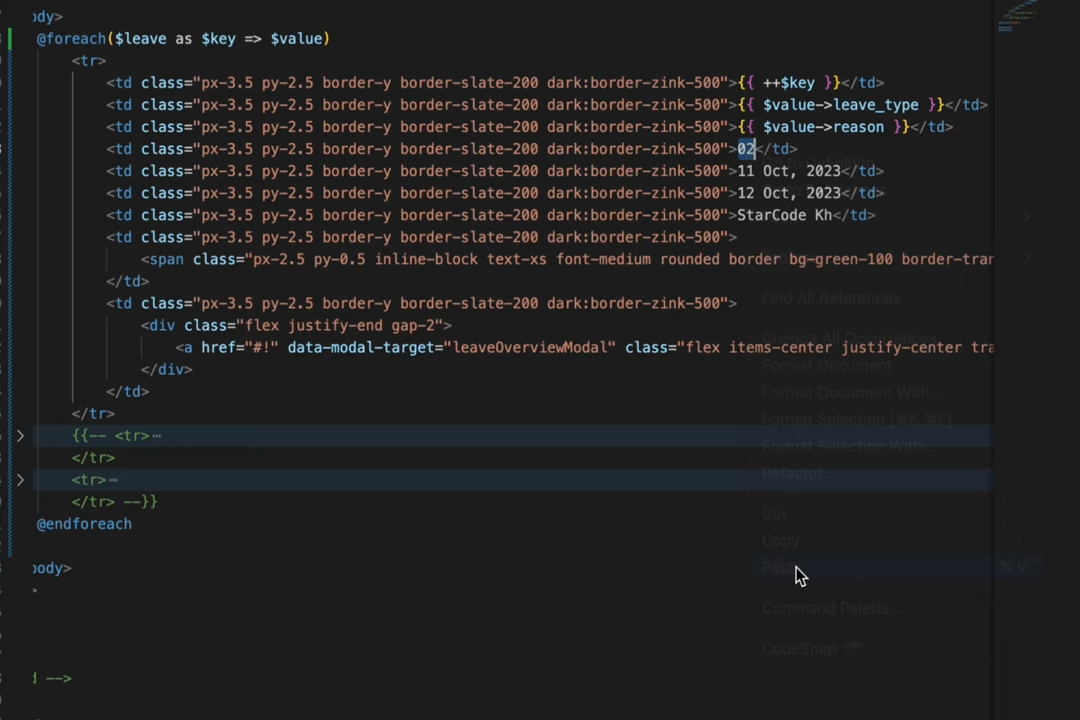 ody>
@foreach($leave as $key => $value)
<tr>
<td class="px-3.5 py-2.5 border-y border-slate-200 dark:border-zink-500">{{ ++$key }}</td>
<td class="px-3.5 py-2.5 border-y border-slate-200 dark:border-zink-500">{{ $value->leave_type }}</td>
<td class="px-3.5 py-2.5 border-y border-slate-200 dark:border-zink-500">{{ $value->reason }}</td>
<td class="px-3.5 py-2.5 border-y border-slate-200 dark:border-zink-500">02</td>
<td class="px-3.5 py-2.5 border-y border-slate-200 dark:border-zink-500">11 Oct, 2023</td>
<td class="px-3.5 py-2.5 border-y border-slate-200 dark:border-zink-500">12 Oct, 2023</td>
<td class="px-3.5 py-2.5 border-y border-slate-200 dark:border-zink-500">StarCode Kh</td>
<td class="px-3.5 py-2.5 border-y border-slate-200 dark:border-zink-500">
<span class="px-2.5 py-0.5 inline-block text-xs font-medium rounded border bg-green-100 border-tran
</td>
<td class="px-3.5 py-2.5 border-y border-slate-200 dark:border-zink-500">
<div class="flex justify-end gap-2">
<a href="#!" data-modal-target="leaveOverviewModal" class="flex items-center justify-center tra
</div>
</td>
</tr>
{{-- <tr>…
</tr>
<tr>…
</tr> --}}
@endforeach
body>
>
-->
Find All References
Change All Occurrences
Format Document
Format Document With...
Format Selection [⌘K ⌘F]
Format Selection With...
Refactor...
Cut
Copy
Paste ⌘V
Command Palette...
CodeSnap